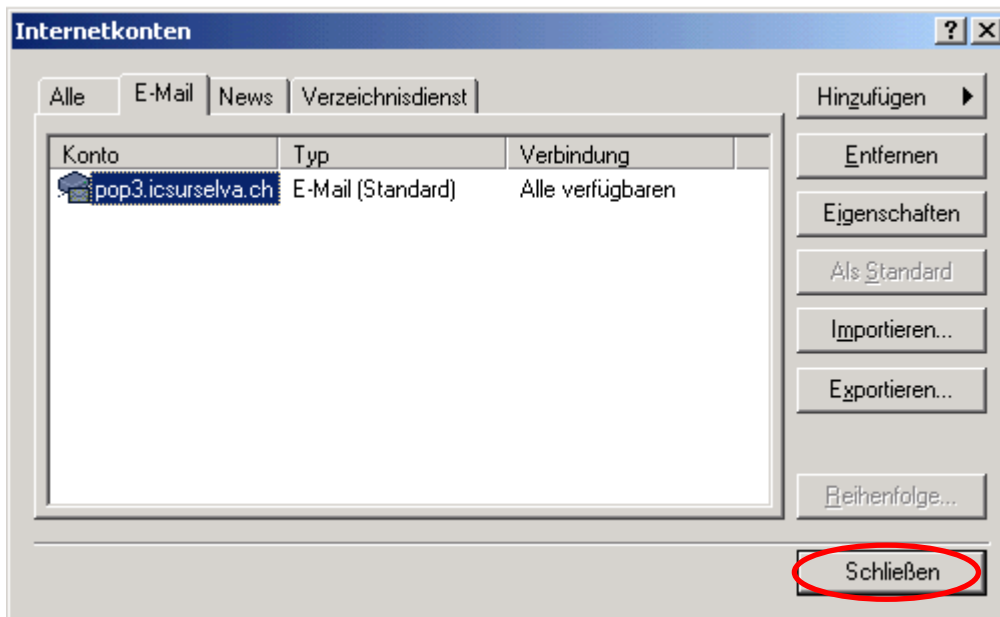 Internetkonten
Alle E-Mail News Verzeichnisdienst
Konto Typ Verbindung
pop3.icsurselva.ch E-Mail (Standard) Alle verfügbaren
Hinzufügen
Entfernen
Eigenschaften
Als Standard
Importieren...
Exportieren...
Reihenfolge...
Schließen